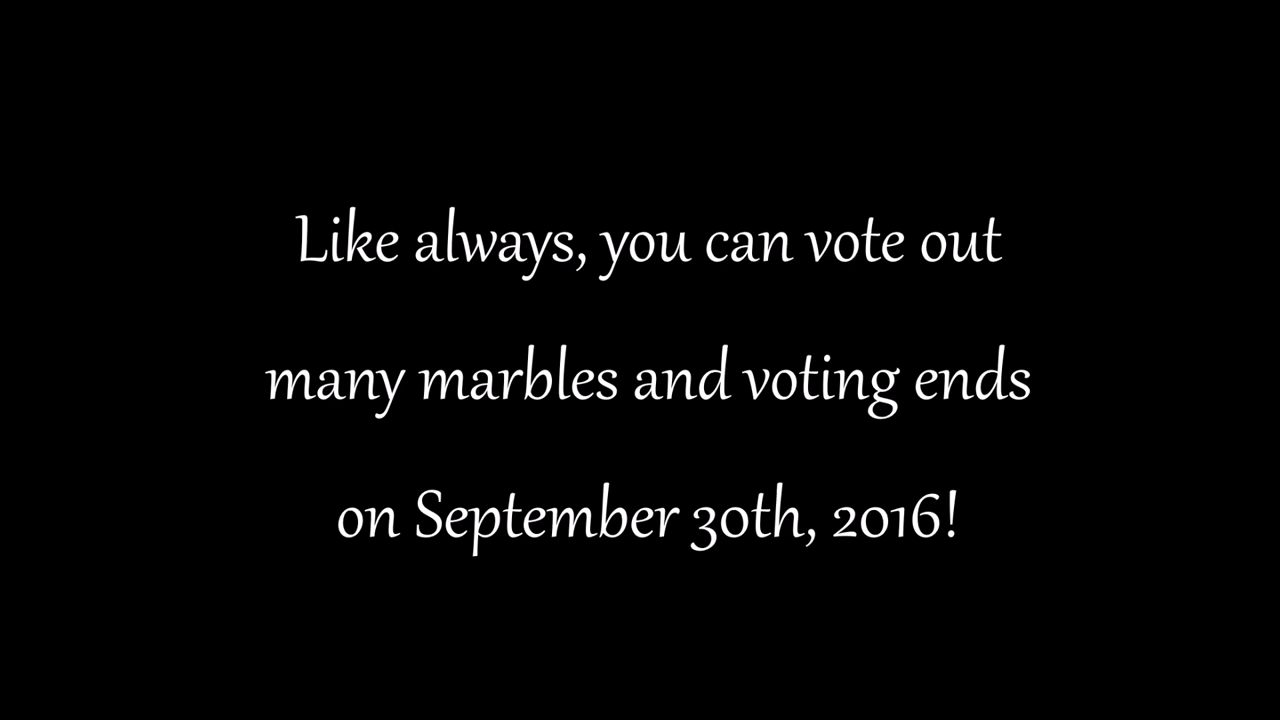 Like always, you can vote out
many marbles and voting ends
on September 30th, 2016!